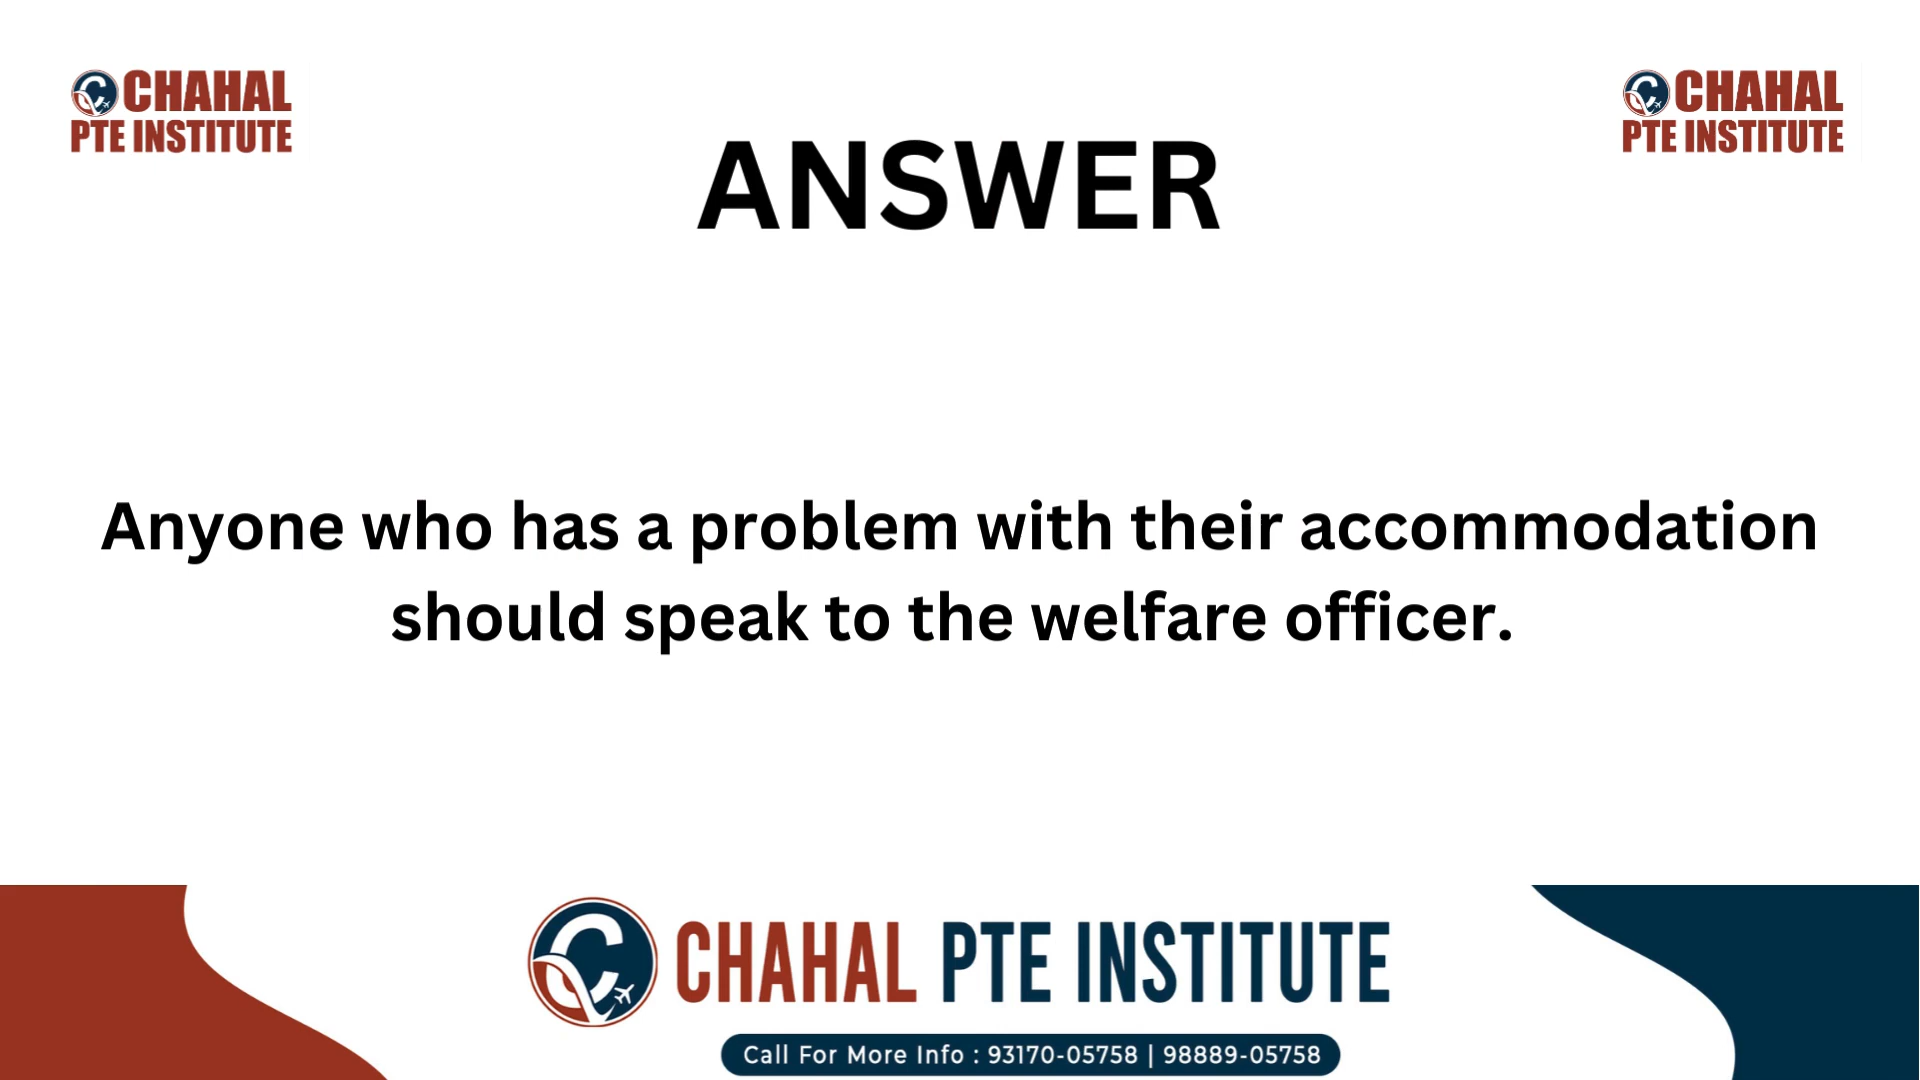 CHAHAL
PTE INSTITUTE
CHAHAL
PTE INSTITUTE
ANSWER
Anyone who has a problem with their accommodation
should speak to the welfare officer.
CHAHAL PTE INSTITUTE
Call For More Info : 93170-05758 | 98889-05758